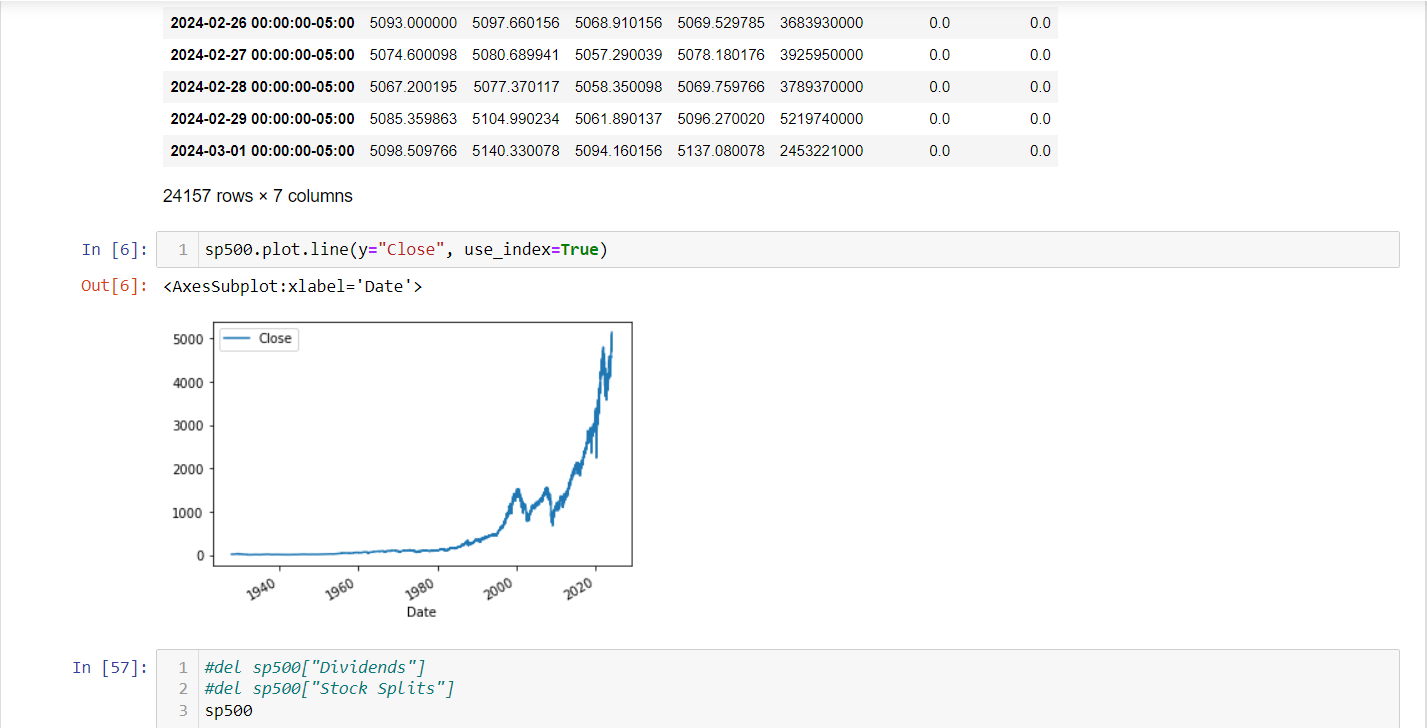 2024-02-26 00:00:00-05:00 5093.000000 5097.660156 5068.910156 5069.529785 3683930000 0.0 0.0
2024-02-27 00:00:00-05:00 5074.600098 5080.689941 5057.290039 5078.180176 3925950000 0.0 0.0
2024-02-28 00:00:00-05:00 5067.200195 5077.370117 5058.350098 5069.759766 3789370000 0.0 0.0
2024-02-29 00:00:00-05:00 5085.359863 5104.990234 5061.890137 5096.270020 5219740000 0.0 0.0
2024-03-01 00:00:00-05:00 5098.509766 5140.330078 5094.160156 5137.080078 2453221000 0.0 0.0
24157 rows × 7 columns
In [6]: 1 sp500.plot.line(y="Close", use_index=True)
Out[6]: <AxesSubplot:xlabel='Date'>
Close
5000
4000
3000
2000
1000
0
1940 1960 1980 2000 2020
Date
In [57]: 1 #del sp500["Dividends"]
2 #del sp500["Stock Splits"]
3 sp500